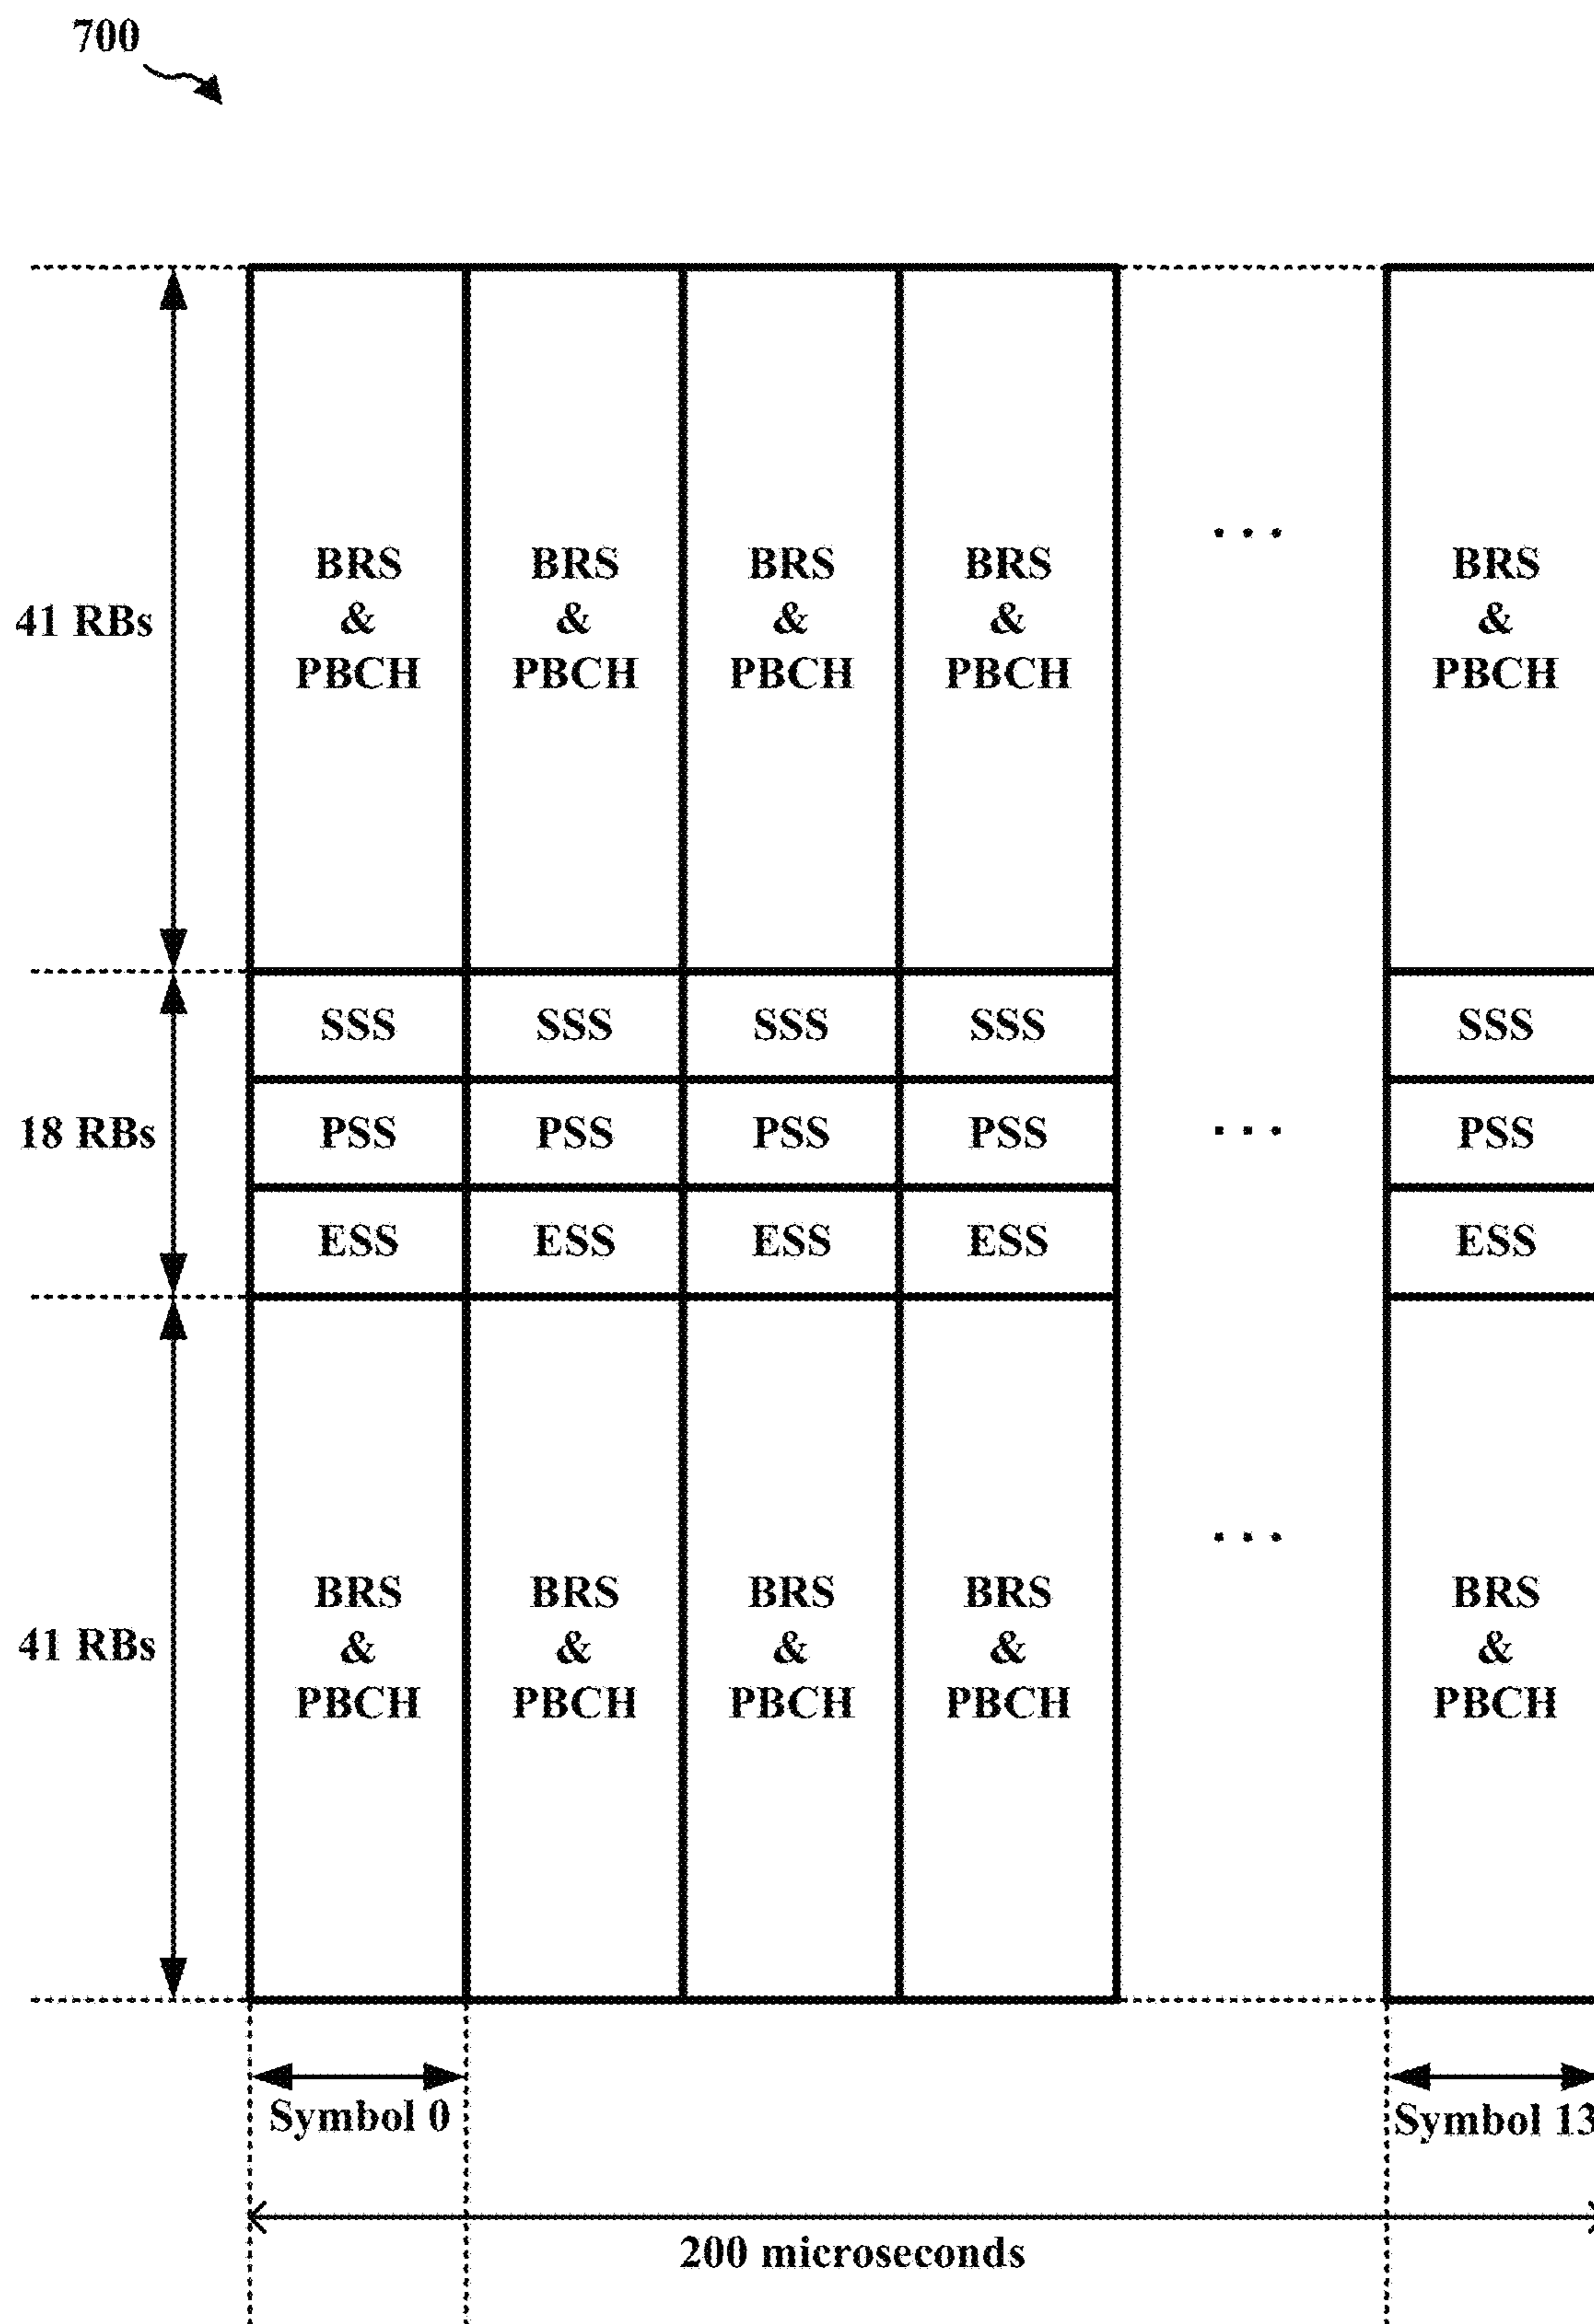 700
BRS BRS BRS BRS ... BRS
41 RBs & & & & &
PBCH PBCH PBCH PBCH PBCH
SSS SSS SSS SSS SSS
18 RBs PSS PSS PSS PSS ... PSS
ESS ESS ESS ESS ESS
...
BRS BRS BRS BRS BRS
41 RBs & & & & &
PBCH PBCH PBCH PBCH PBCH
Symbol 0 Symbol 13
200 microseconds